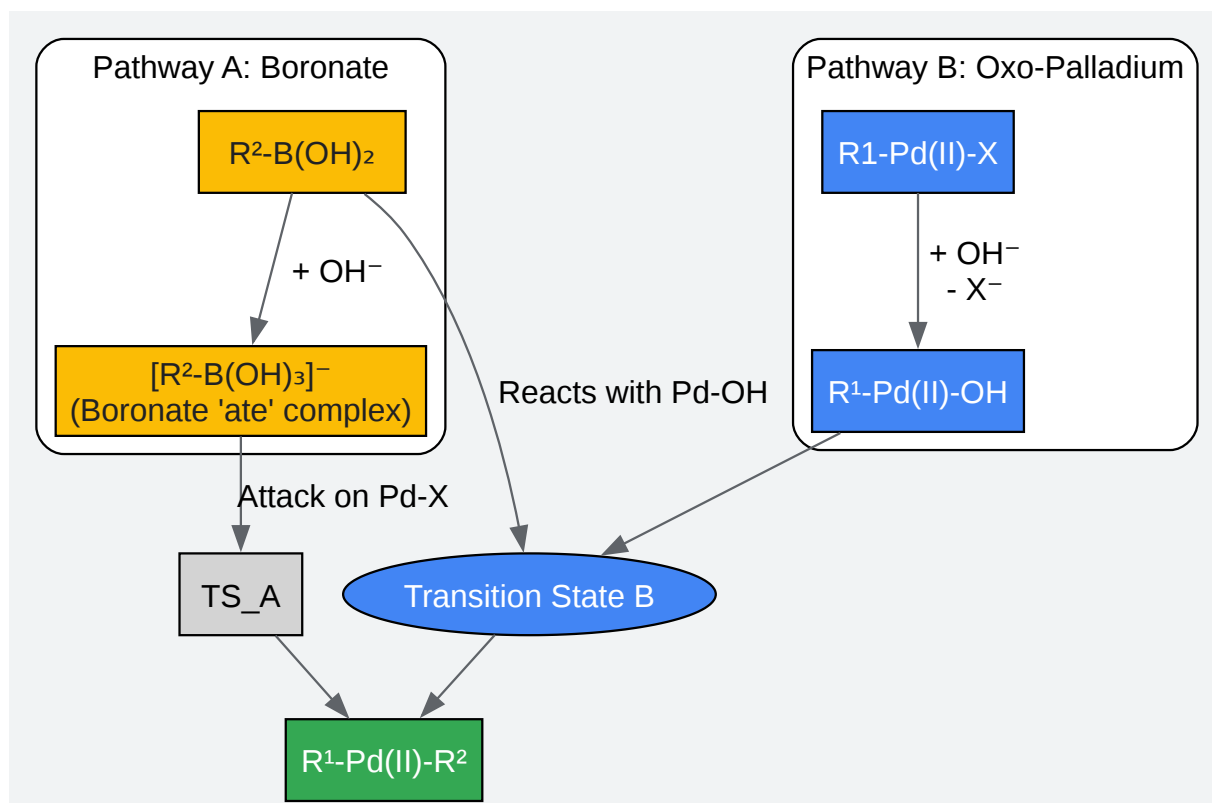 Pathway A: Boronate
Pathway B: Oxo-Palladium
R²-B(OH)₂
R1-Pd(II)-X
+ OH⁻
+ OH⁻
- X⁻
[R²-B(OH)₃]⁻
(Boronate 'ate' complex)
Reacts with Pd-OH
R¹-Pd(II)-OH
Attack on Pd-X
TS_A
Transition State B
R¹-Pd(II)-R²